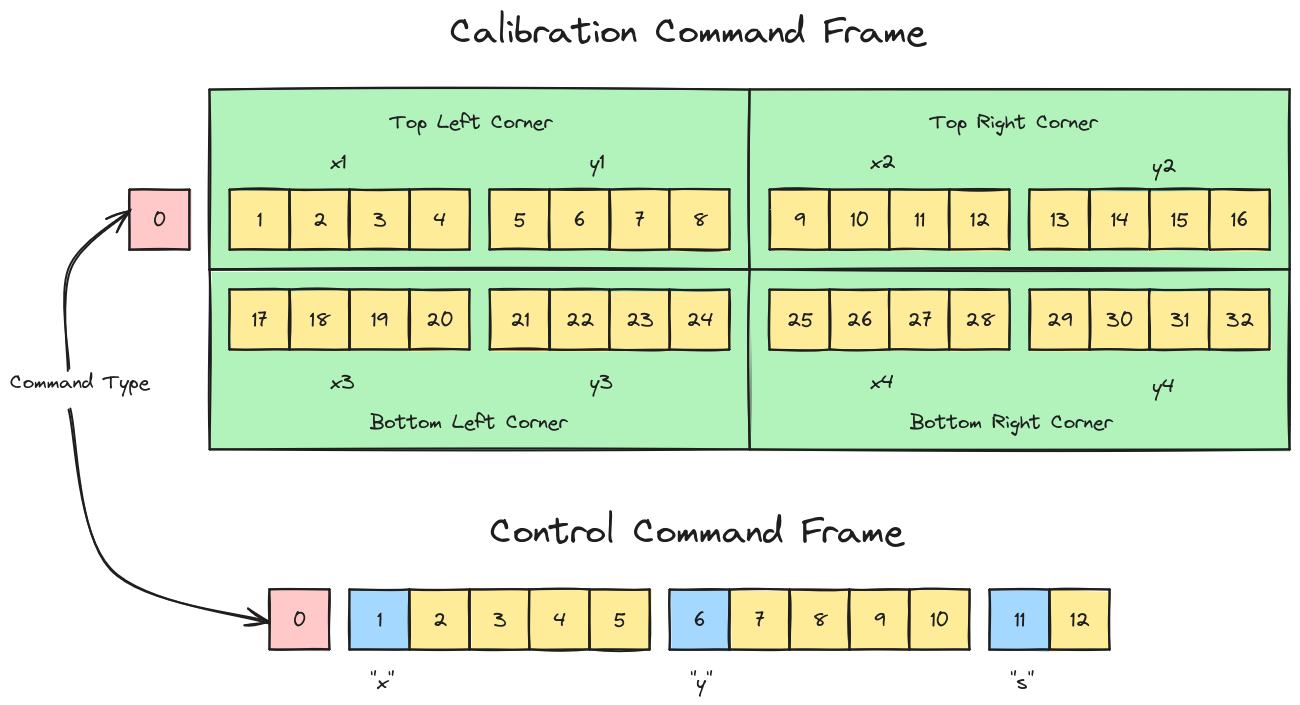 Calibration Command Frame
Top Left Corner
Top Right Corner
x1
y1
x2
y2
0
1 2 3 4
5 6 7 8
9 10 11 12
13 14 15 16
17 18 19 20
21 22 23 24
25 26 27 28
29 30 31 32
Command Type
x3
y3
x4
y4
Bottom Left Corner
Bottom Right Corner
Control Command Frame
0
1 2 3 4 5
6 7 8 9 10
11 12
"x"
"y"
"s"